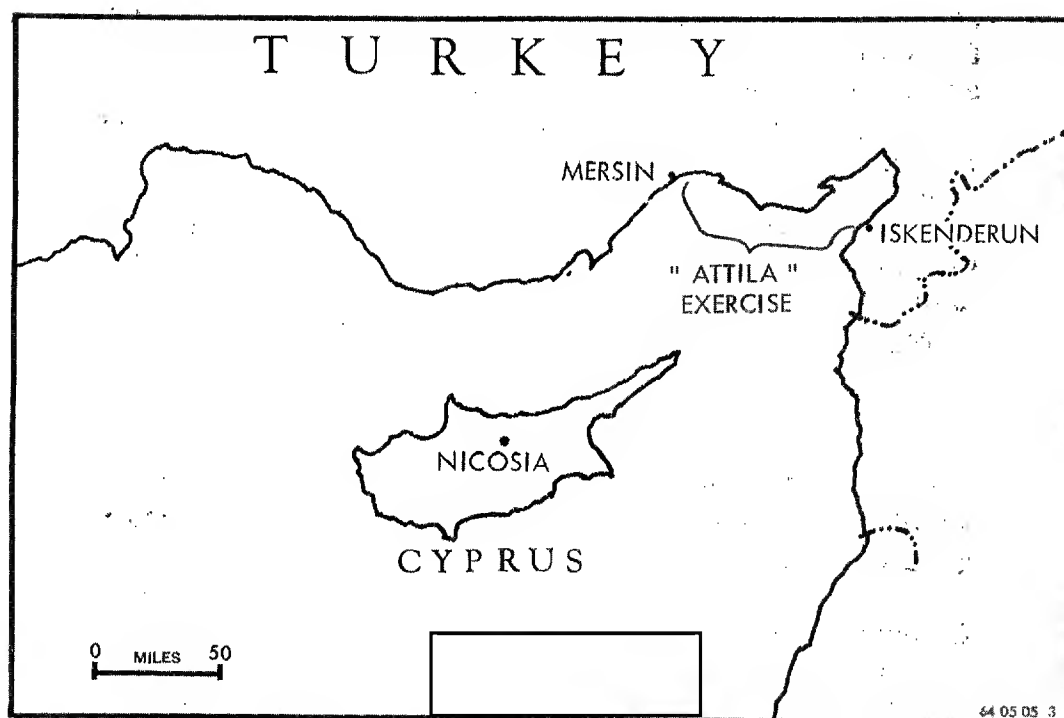 TURKEY
MERSIN
ISKENDERUN
" ATTILA "
EXERCISE
NICOSIA
CYPRUS
0 MILES 50
64 05 05 3